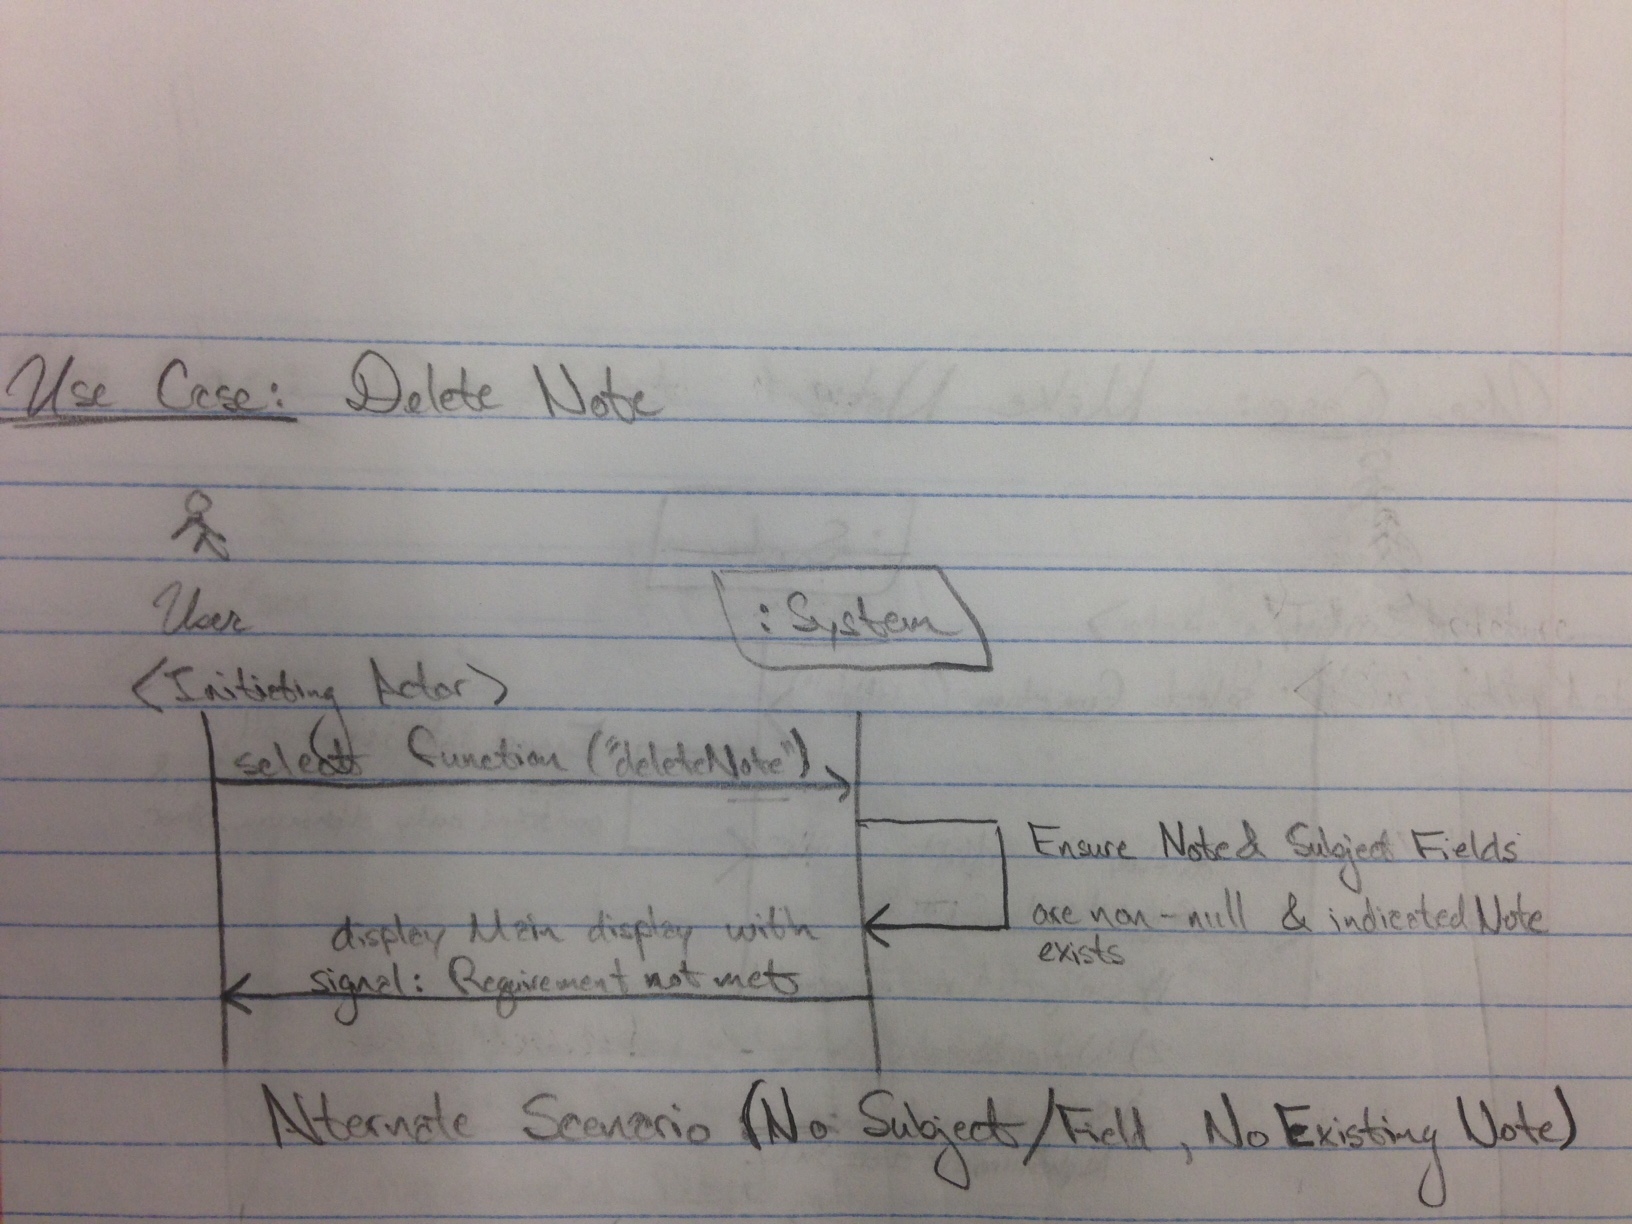 Use Case: Delete Note
User
: System
<Initiating Actor>
select function ("deleteNote")
Ensure Note & Subject Fields
are non-null & indicated Note
exists
display Main display with
signal: Requirement not met
Alternate Scenario (No Subject/Field, No Existing Note)